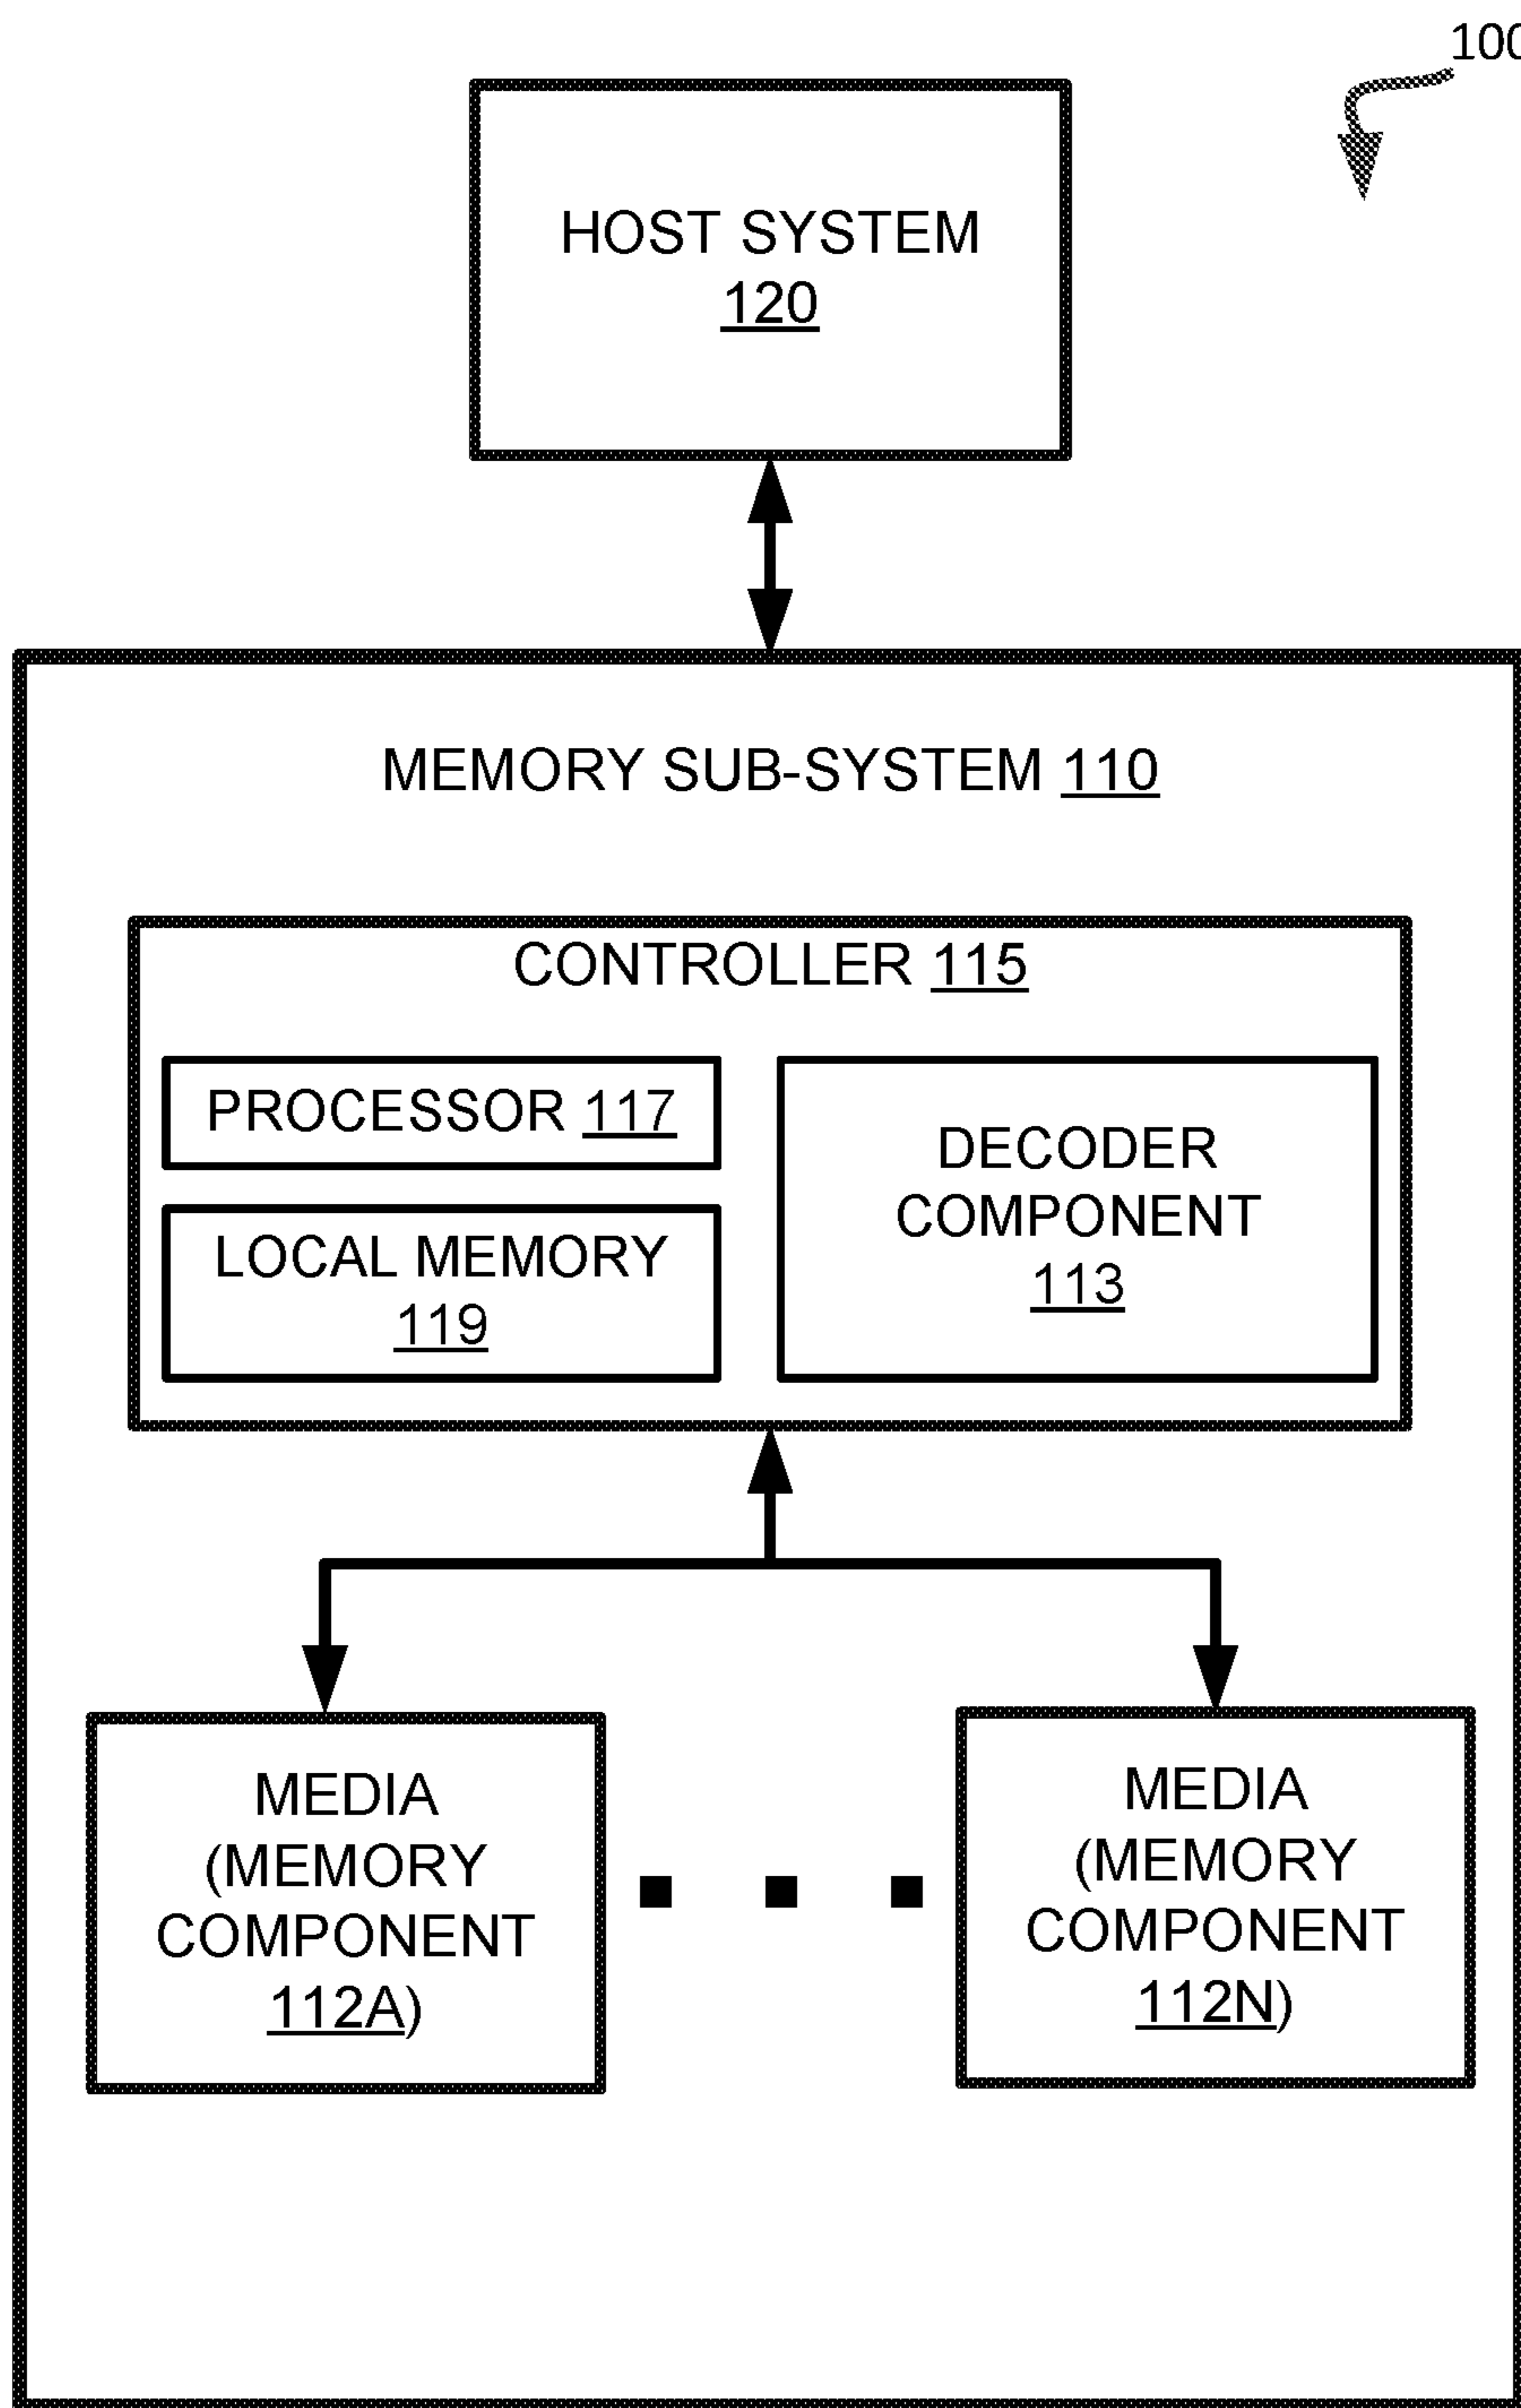 100
HOST SYSTEM
120
MEMORY SUB-SYSTEM 110
CONTROLLER 115
PROCESSOR 117
LOCAL MEMORY
119
DECODER
COMPONENT
113
MEDIA
(MEMORY
COMPONENT
112A)
MEDIA
(MEMORY
COMPONENT
112N)